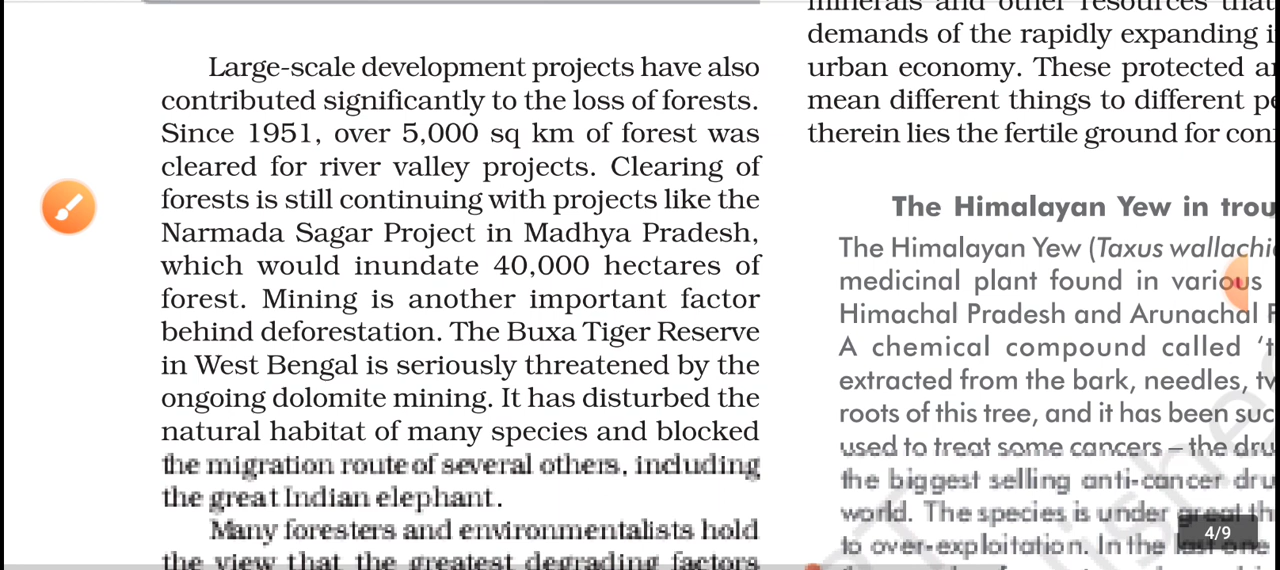 Large-scale development projects have also
contributed significantly to the loss of forests.
Since 1951, over 5,000 sq km of forest was
cleared for river valley projects. Clearing of
forests is still continuing with projects like the
Narmada Sagar Project in Madhya Pradesh,
which would inundate 40,000 hectares of
forest. Mining is another important factor
behind deforestation. The Buxa Tiger Reserve
in West Bengal is seriously threatened by the
ongoing dolomite mining. It has disturbed the
natural habitat of many species and blocked
the migration route of several others, including
the great Indian elephant.
Many foresters and environmentalists hold
the view that the greatest degrading factors
minerals and other resources that
demands of the rapidly expanding
urban economy. These protected
mean different things to different
therein lies the fertile ground for
The Himalayan Yew in
The Himalayan Yew (Taxus
medicinal plant found in various
Himachal Pradesh and Arunachal
A chemical compound called
extracted from the bark, needles,
roots of this tree, and it has been
used to treat some cancers – the
the biggest selling anti-cancer
world. The species is under great
to over-exploitation. In the last one
4/9